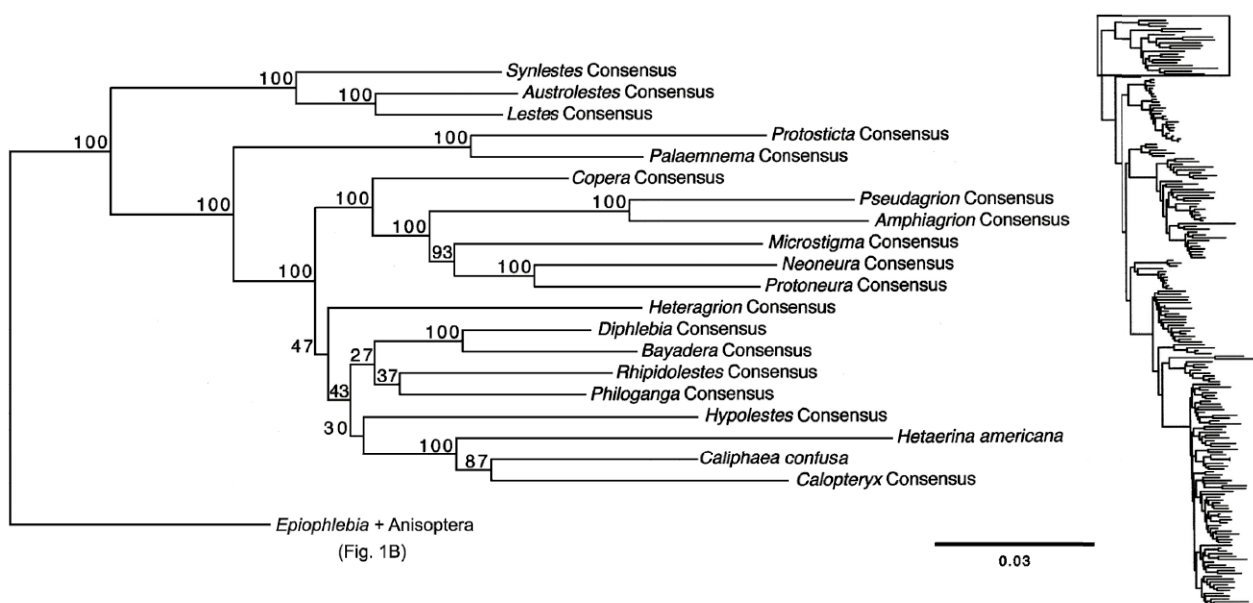 Synlestes Consensus
100
Austrolestes Consensus
100
Lestes Consensus
Protosticta Consensus
100
100
Palaemnema Consensus
Copera Consensus
Pseudagrion Consensus
100
100
100
Amphiagrion Consensus
100
Microstigma Consensus
93
Neoneura Consensus
100
100
Protoneura Consensus
Heteragrion Consensus
Diphlebia Consensus
100
47
27
Bayadera Consensus
Rhipidolestes Consensus
37
43
Philoganga Consensus
Hypolestes Consensus
30
Hetaerina americana
100
Caliphaea confusa
87
Calopteryx Consensus
Epiophlebia + Anisoptera
(Fig. 1B)
0.03